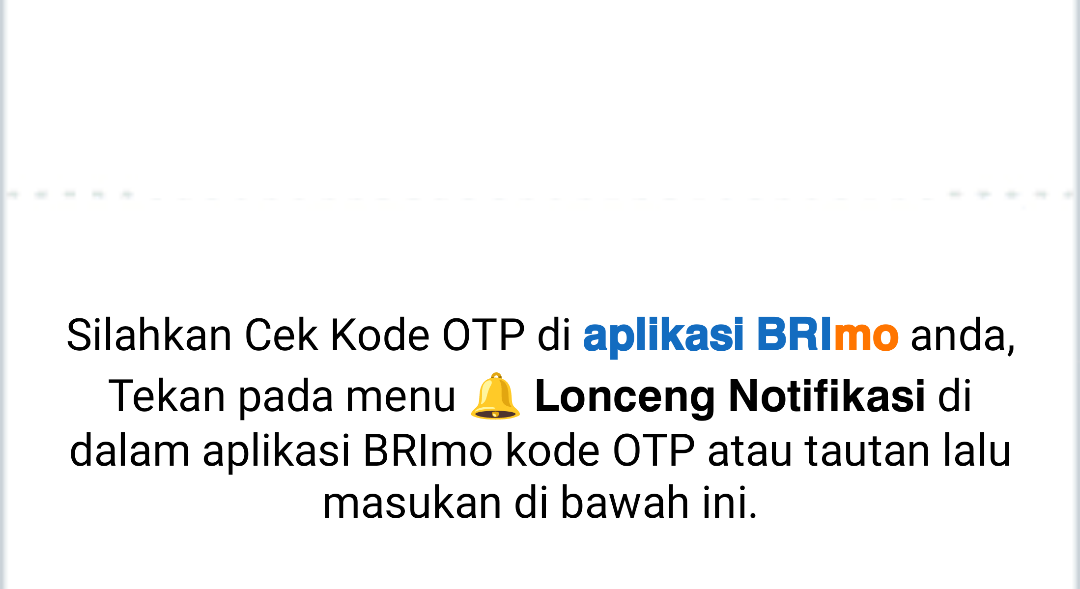 Silahkan Cek Kode OTP di aplikasi BRImo anda,
Tekan pada menu 🔔 Lonceng Notifikasi di
dalam aplikasi BRImo kode OTP atau tautan lalu
masukan di bawah ini.